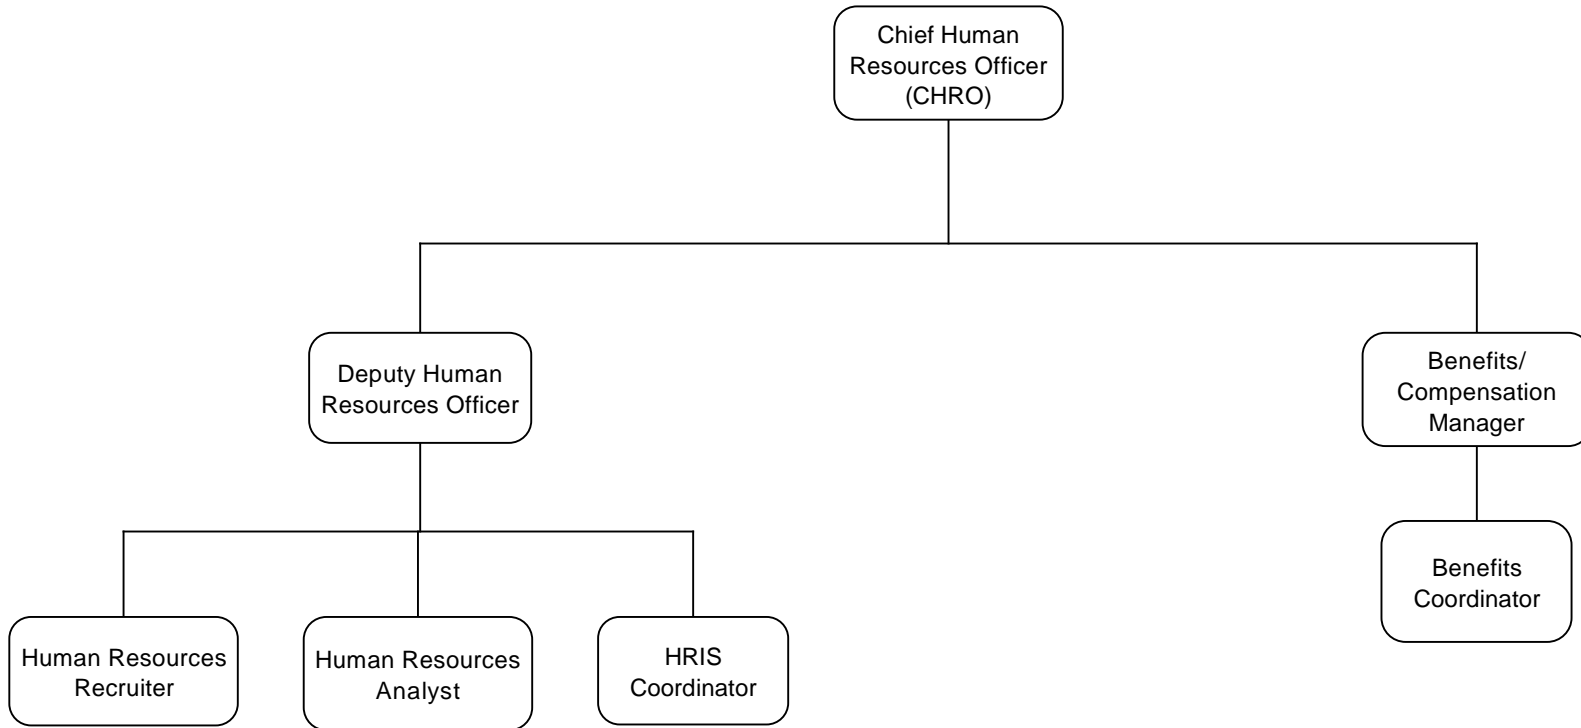 Chief Human
Resources Officer
(CHRO)
Deputy Human
Resources Officer
Benefits/
Compensation
Manager
Benefits
Coordinator
Human Resources
Recruiter
Human Resources
Analyst
HRIS
Coordinator